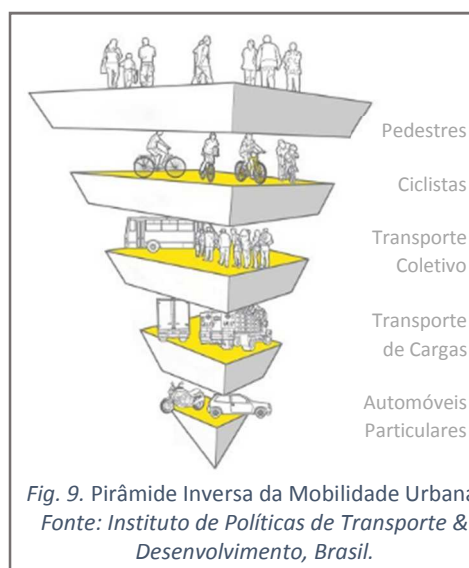 Pedestres
Ciclistas
Transporte
Coletivo
Transporte
de Cargas
Automóveis
Particulares
Fig. 9. Pirâmide Inversa da Mobilidade Urbana
Fonte: Instituto de Políticas de Transporte &
Desenvolvimento, Brasil.